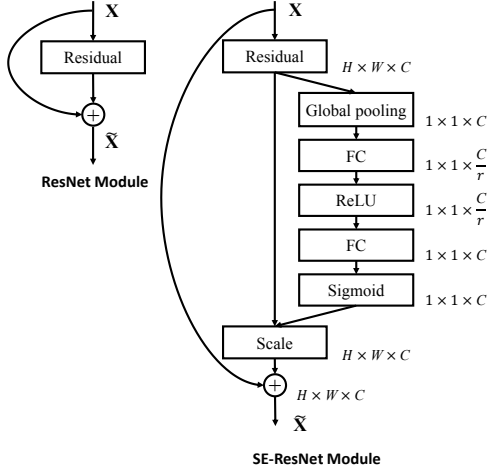 X
Residual
+
X̃
ResNet Module
X
Residual
H × W × C
Global pooling
1 × 1 × C
FC
1 × 1 × C/r
ReLU
1 × 1 × C/r
FC
1 × 1 × C
Sigmoid
1 × 1 × C
Scale
H × W × C
+
H × W × C
X̃
SE-ResNet Module